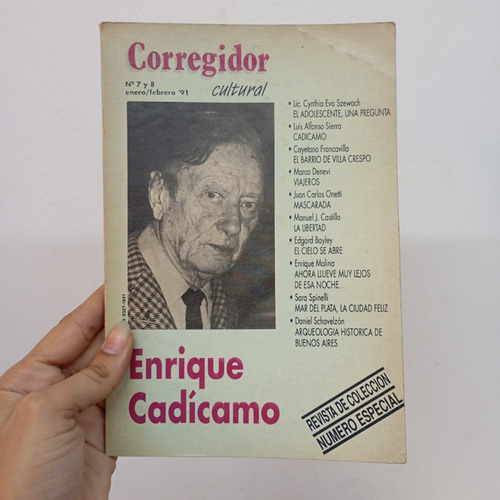 Corregidor
cultural
Nº 7 y 8
enero/febrero '91
• Lic. Cynthia Eva Szewach
EL ADOLESCENTE, UNA PREGUNTA
• Luis Alfonso Sierra
CADICAMO
• Cayetano Francavilla
EL BARRIO DE VILLA CRESPO
• Marco Denevi
VIAJEROS
• Juan Carlos Onetti
MASCARADA
• Manuel J. Castilla
LA LIBERTAD
• Edgard Bayley
EL CIELO SE ABRE
• Enrique Molina
AHORA LLUEVE MUY LEJOS
DE ESA NOCHE...
• Sara Spinelli
MAR DEL PLATA, LA CIUDAD FELIZ
• Daniel Schavelzón
ARQUEOLOGIA HISTORICA DE
BUENOS AIRES
Enrique
Cadícamo
REVISTA DE COLECCION
NUMERO ESPECIAL